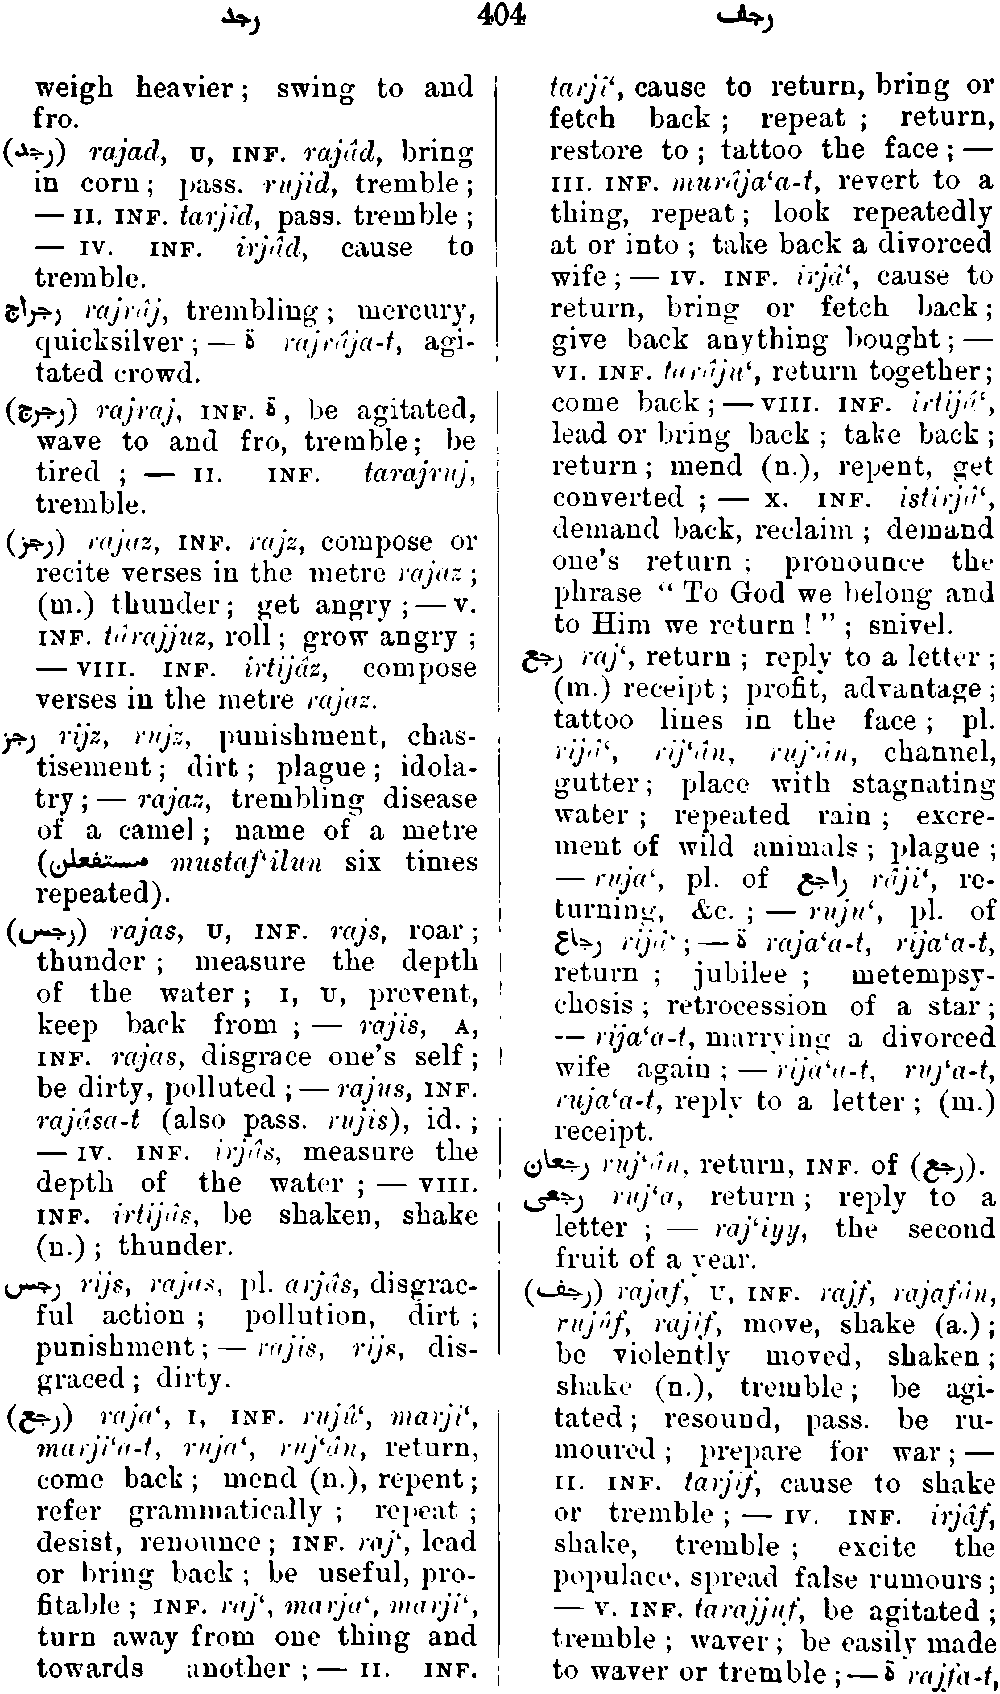 رجد 404 رجف
weigh heavier; swing to and
fro.
(رجد) rajad, U, INF. rajâd, bring
in corn; pass. rujid, tremble;
— II. INF. tarjîd, pass. tremble;
— IV. INF. irjâd, cause to
tremble.
رجراج rajrâj, trembling; mercury,
quicksilver; — ة rajrâja-t, agi-
tated crowd.
(رجرج) rajraj, INF. ة, be agitated,
wave to and fro, tremble; be
tired; — II. INF. tarajruj,
tremble.
(رجز) rajaz, INF. rajz, compose or
recite verses in the metre rajaz;
(m.) thunder; get angry; — V.
INF. tarajjuz, roll; grow angry;
— VIII. INF. irtijâz, compose
verses in the metre rajaz.
رجز rijz, rujz, punishment, chas-
tisement; dirt; plague; idola-
try; — rajaz, trembling disease
of a camel; name of a metre
(مستفعلن mustaf‘ilun six times
repeated).
(رجس) rajas, U, INF. rajs, roar;
thunder; measure the depth
of the water; I, U, prevent,
keep back from; — rajis, A,
INF. rajas, disgrace one's self;
be dirty, polluted; — rajus, INF.
rajâsa-t (also pass. rujis), id.;
— IV. INF. irjâs, measure the
depth of the water; — VIII.
INF. irtijâs, be shaken, shake
(n.); thunder.
رجس rijs, rajas, pl. arjâs, disgrac-
ful action; pollution, dirt;
punishment; — rajis, rijs, dis-
graced; dirty.
(رجع) raja‘, I, INF. rujû‘, marji‘,
marji‘a-t, ruja‘, ruj‘ân, return,
come back; mend (n.), repent;
refer grammatically; repeat;
desist, renounce; INF. raj‘, lead
or bring back; be useful, pro-
fitable; INF. raj‘, marja‘, marji‘,
turn away from one thing and
towards another; — II. INF.
tarjî‘, cause to return, bring or
fetch back; repeat; return,
restore to; tattoo the face; —
III. INF. murâja‘a-t, revert to a
thing, repeat; look repeatedly
at or into; take back a divorced
wife; — IV. INF. irjâ‘, cause to
return, bring or fetch back;
give back anything bought; —
VI. INF. tarâju‘, return together;
come back; — VIII. INF. irtijâ‘,
lead or bring back; take back;
return; mend (n.), repent, get
converted; — X. INF. istirjâ‘,
demand back, reclaim; demand
one's return; pronounce the
phrase “ To God we belong and
to Him we return ! ”; snivel.
رجع raj‘, return; reply to a letter;
(m.) receipt; profit, advantage;
tattoo lines in the face; pl.
rijâ‘, rij‘ân, ruj‘ân, channel,
gutter; place with stagnating
water; repeated rain; excre-
ment of wild animals; plague;
— ruja‘, pl. of راجع râji‘, re-
turning, &c.; — ruju‘, pl. of
رجاع rijâ‘; — ة raja‘a-t, rija‘a-t,
return; jubilee; metempsy-
chosis; retrocession of a star;
— rija‘a-t, marrying a divorced
wife again; — rija‘a-t, ruj‘a-t,
ruja‘a-t, reply to a letter; (m.)
receipt.
رجعان ruj‘ân, return, INF. of (رجع).
رجعى ruj‘a, return; reply to a
letter; — raj‘iyy, the second
fruit of a year.
(رجف) rajaf, U, INF. rajf, rajafân,
rujûf, rajîf, move, shake (a.);
be violently moved, shaken;
shake (n.), tremble; be agi-
tated; resound, pass. be ru-
moured; prepare for war; —
II. INF. tarjîf, cause to shake
or tremble; — IV. INF. irjâf,
shake, tremble; excite the
populace, spread false rumours;
— V. INF. tarajjuf, be agitated;
tremble; waver; be easily made
to waver or tremble; — ة rajfa-t,